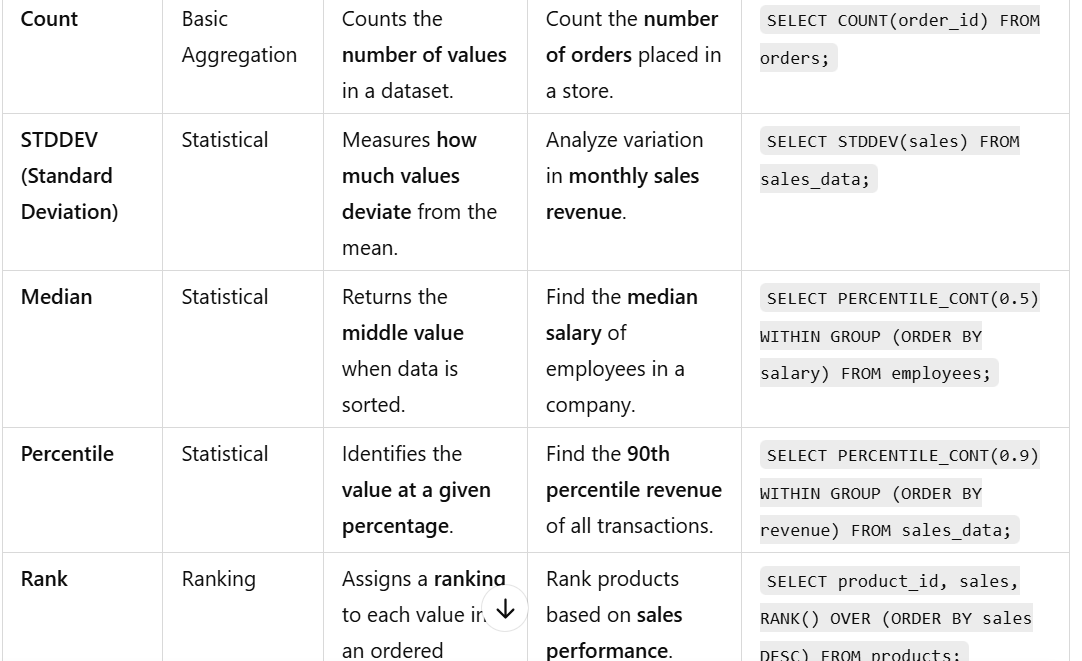 Count
Basic
Aggregation
Counts the
number of values
in a dataset.
Count the number
of orders placed in
a store.
SELECT COUNT(order_id) FROM
orders;
STDDEV
(Standard
Deviation)
Statistical
Measures how
much values
deviate from the
mean.
Analyze variation
in monthly sales
revenue.
SELECT STDDEV(sales) FROM
sales_data;
Median
Statistical
Returns the
middle value
when data is
sorted.
Find the median
salary of
employees in a
company.
SELECT PERCENTILE_CONT(0.5)
WITHIN GROUP (ORDER BY
salary) FROM employees;
Percentile
Statistical
Identifies the
value at a given
percentage.
Find the 90th
percentile revenue
of all transactions.
SELECT PERCENTILE_CONT(0.9)
WITHIN GROUP (ORDER BY
revenue) FROM sales_data;
Rank
Ranking
Assigns a ranking
to each value in
an ordered
Rank products
based on sales
performance.
SELECT product_id, sales,
RANK() OVER (ORDER BY sales
DESC) FROM products;